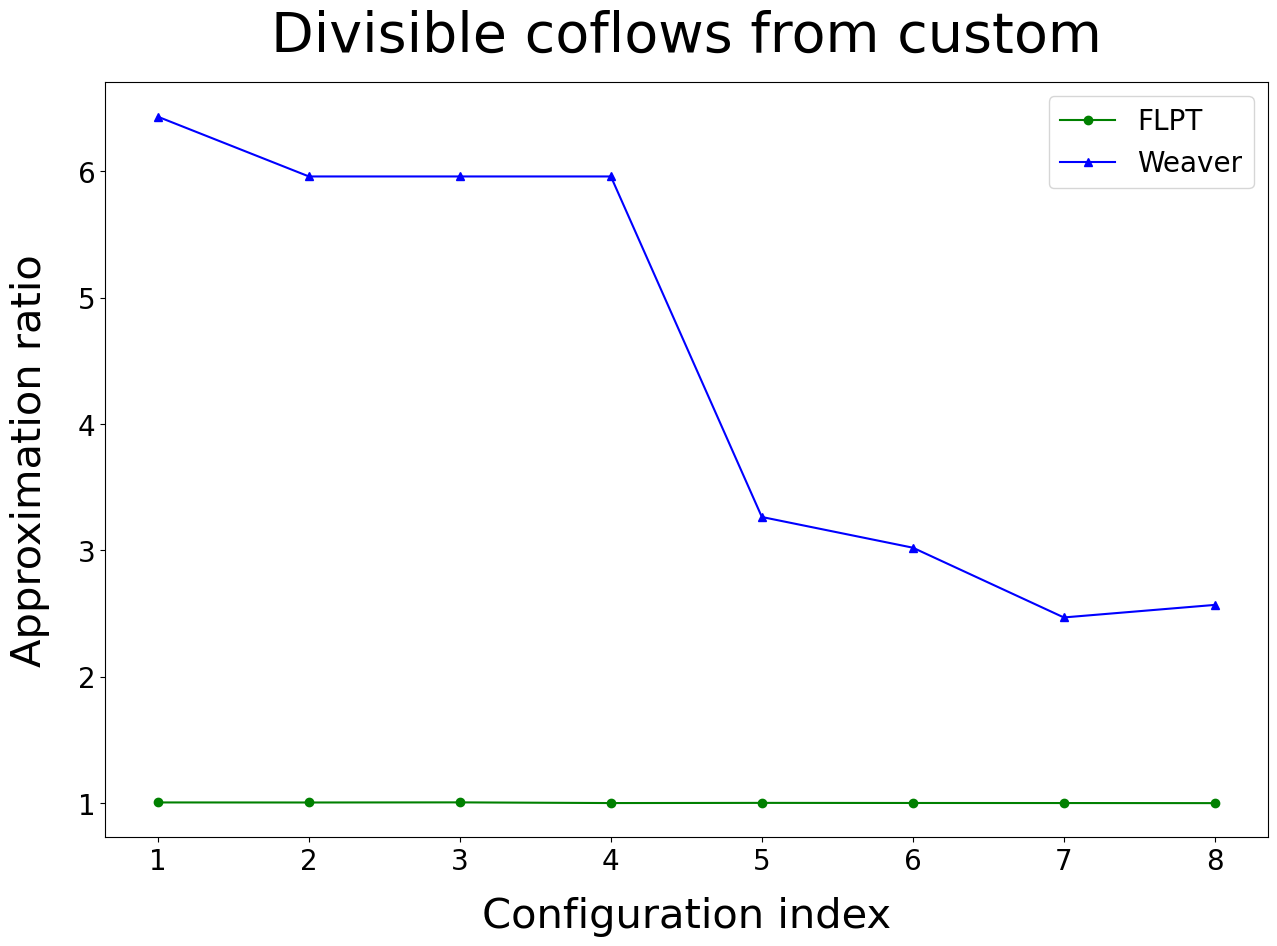 Divisible coflows from custom
FLPT
Weaver
Approximation ratio
6
5
4
3
2
1
1 2 3 4 5 6 7 8
Configuration index